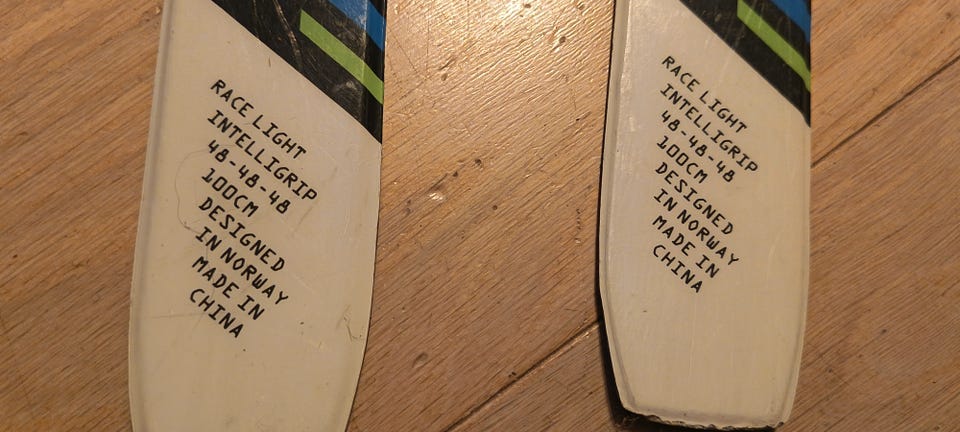 RACE LIGHT
INTELLIGRIP
48-48-48
100CM
DESIGNED
IN NORWAY
MADE IN
CHINA
RACE LIGHT
INTELLIGRIP
48-48-48
100CM
DESIGNED
IN NORWAY
MADE IN
CHINA